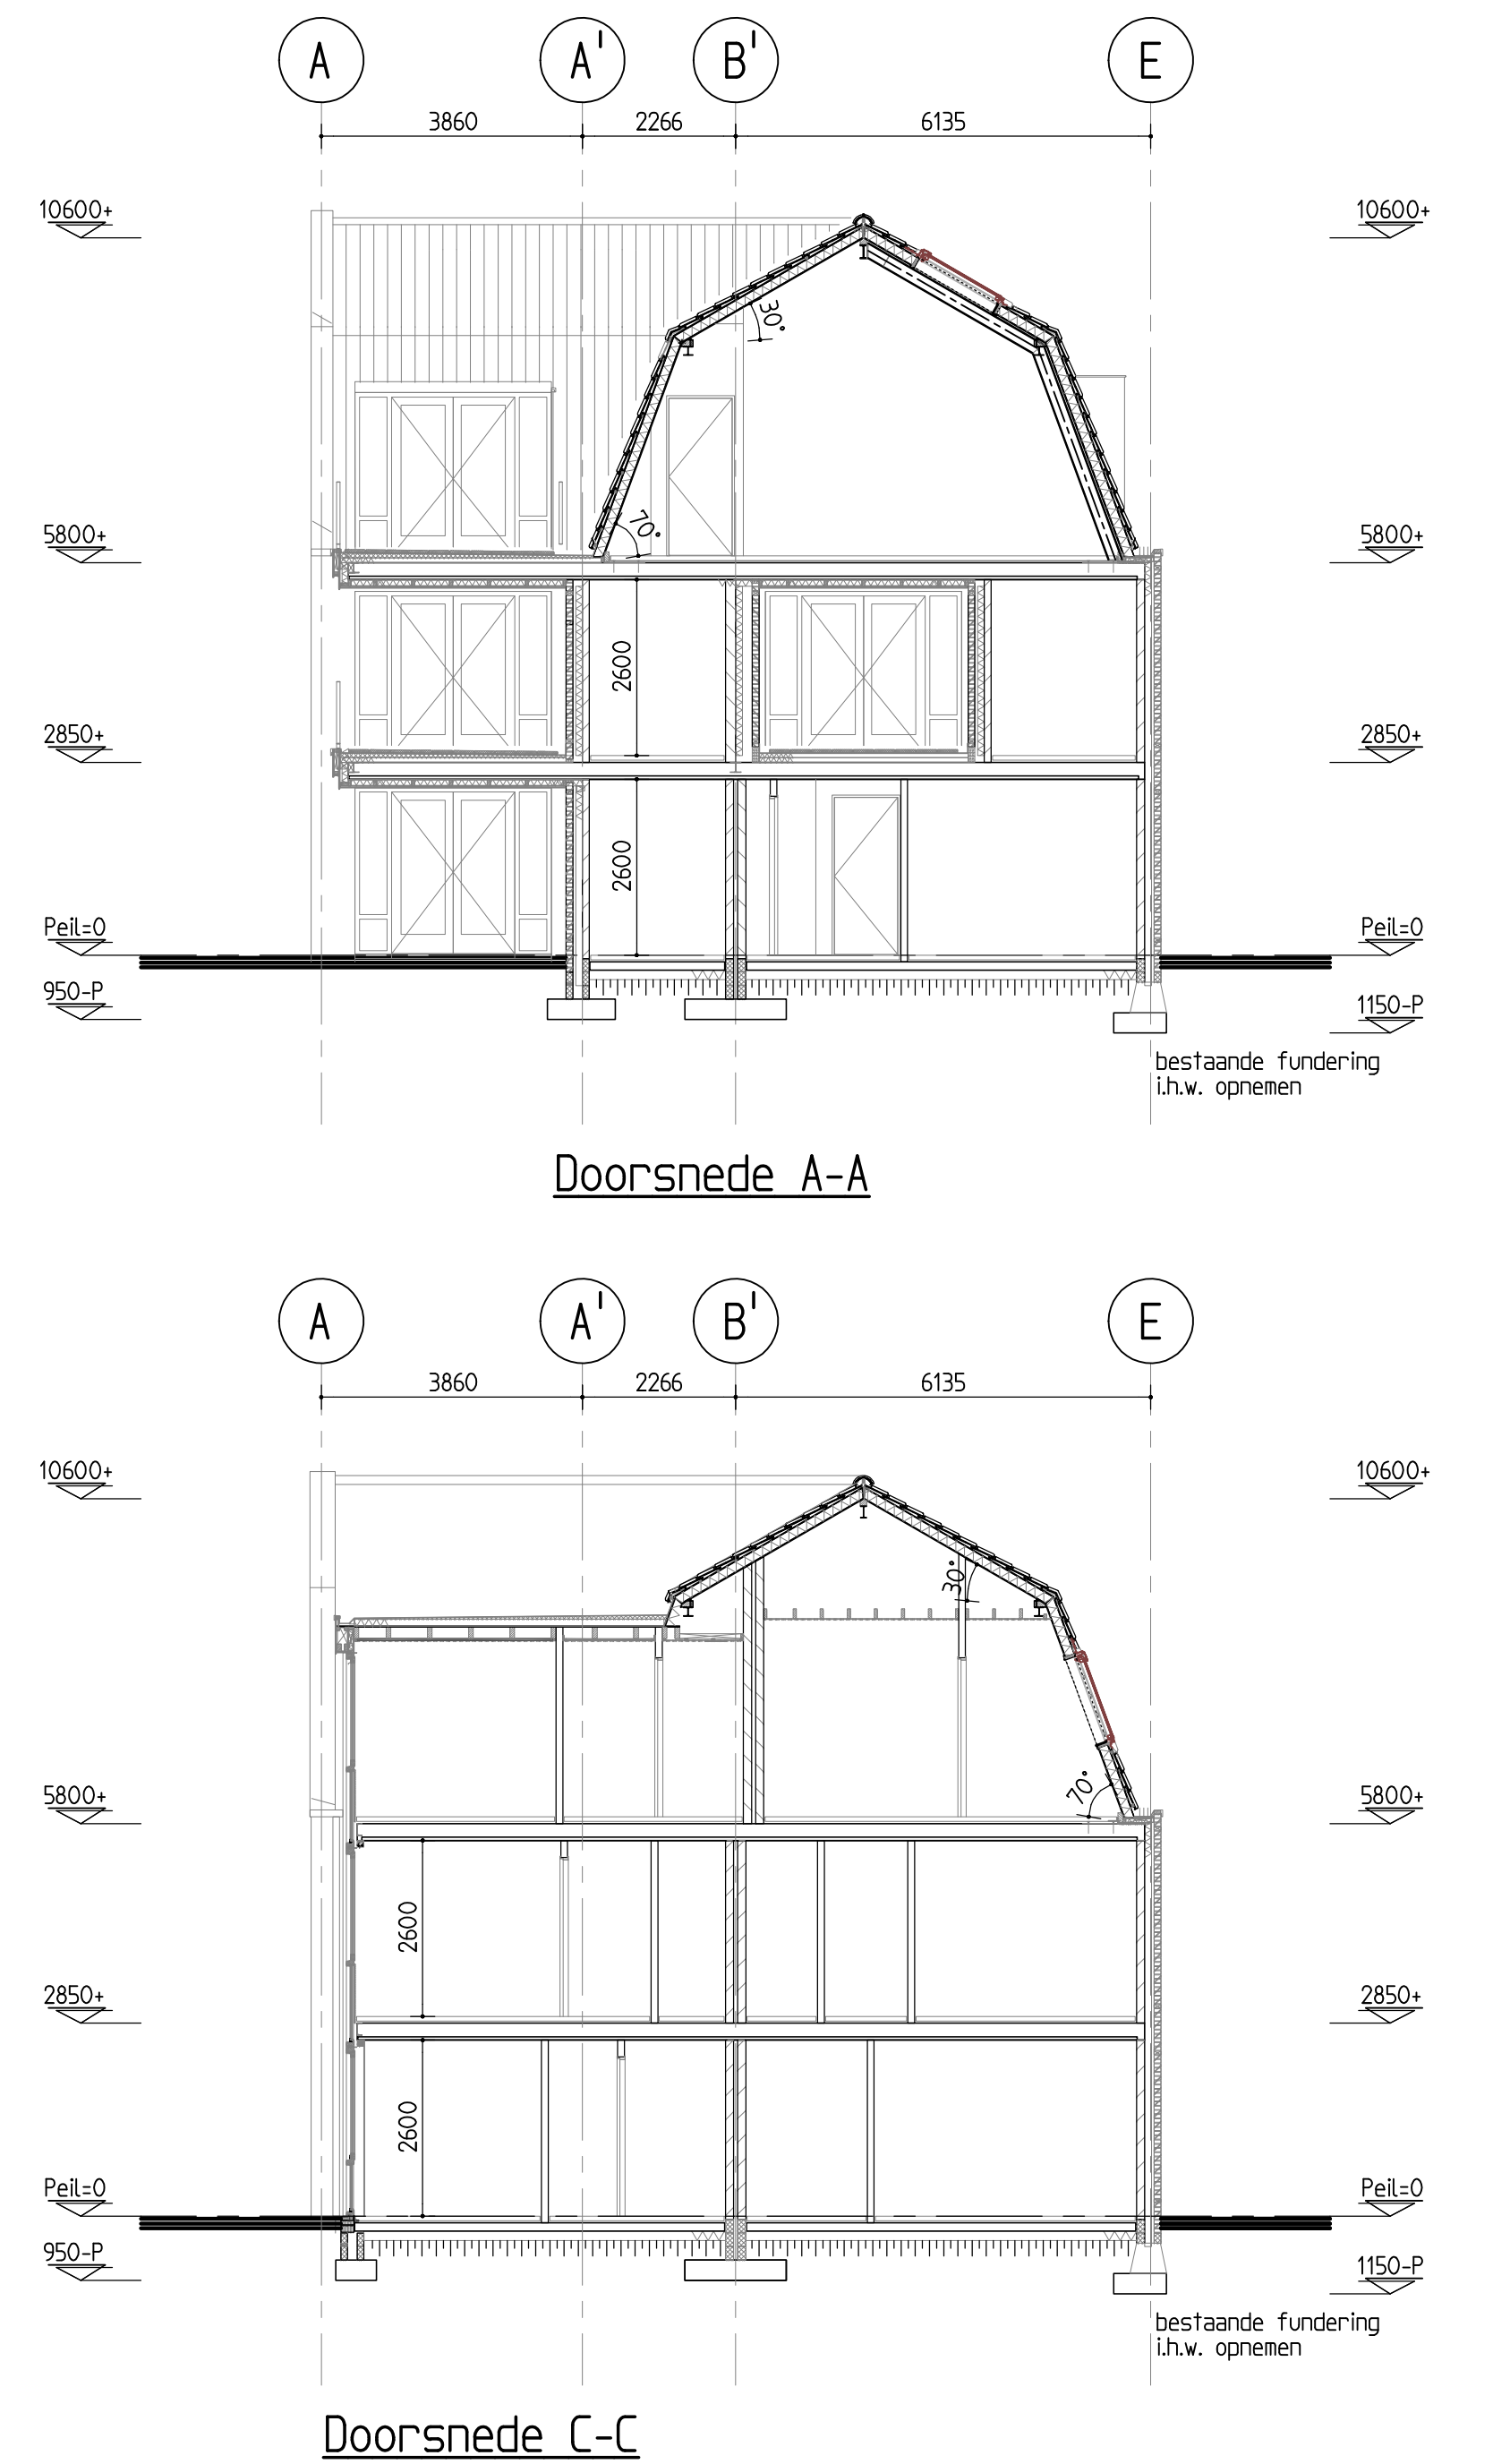 A A' B' E
3860 2266 6135
10600+ 10600+
30°
70°
5800+ 5800+
2600
2850+ 2850+
2600
Peil=0 Peil=0
950-P 1150-P
bestaande fundering
i.h.w. opnemen
Doorsnede A-A
A A' B' E
3860 2266 6135
10600+ 10600+
30°
70°
5800+ 5800+
2600
2850+ 2850+
2600
Peil=0 Peil=0
950-P 1150-P
bestaande fundering
i.h.w. opnemen
Doorsnede C-C